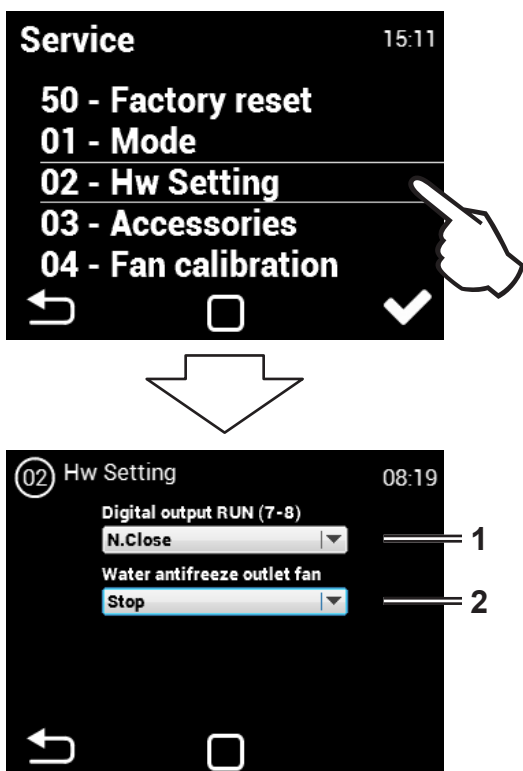 Service 15:11
50 - Factory reset
01 - Mode
02 - Hw Setting
03 - Accessories
04 - Fan calibration
02 Hw Setting 08:19
Digital output RUN (7-8)
N.Close 1
Water antifreeze outlet fan
Stop 2